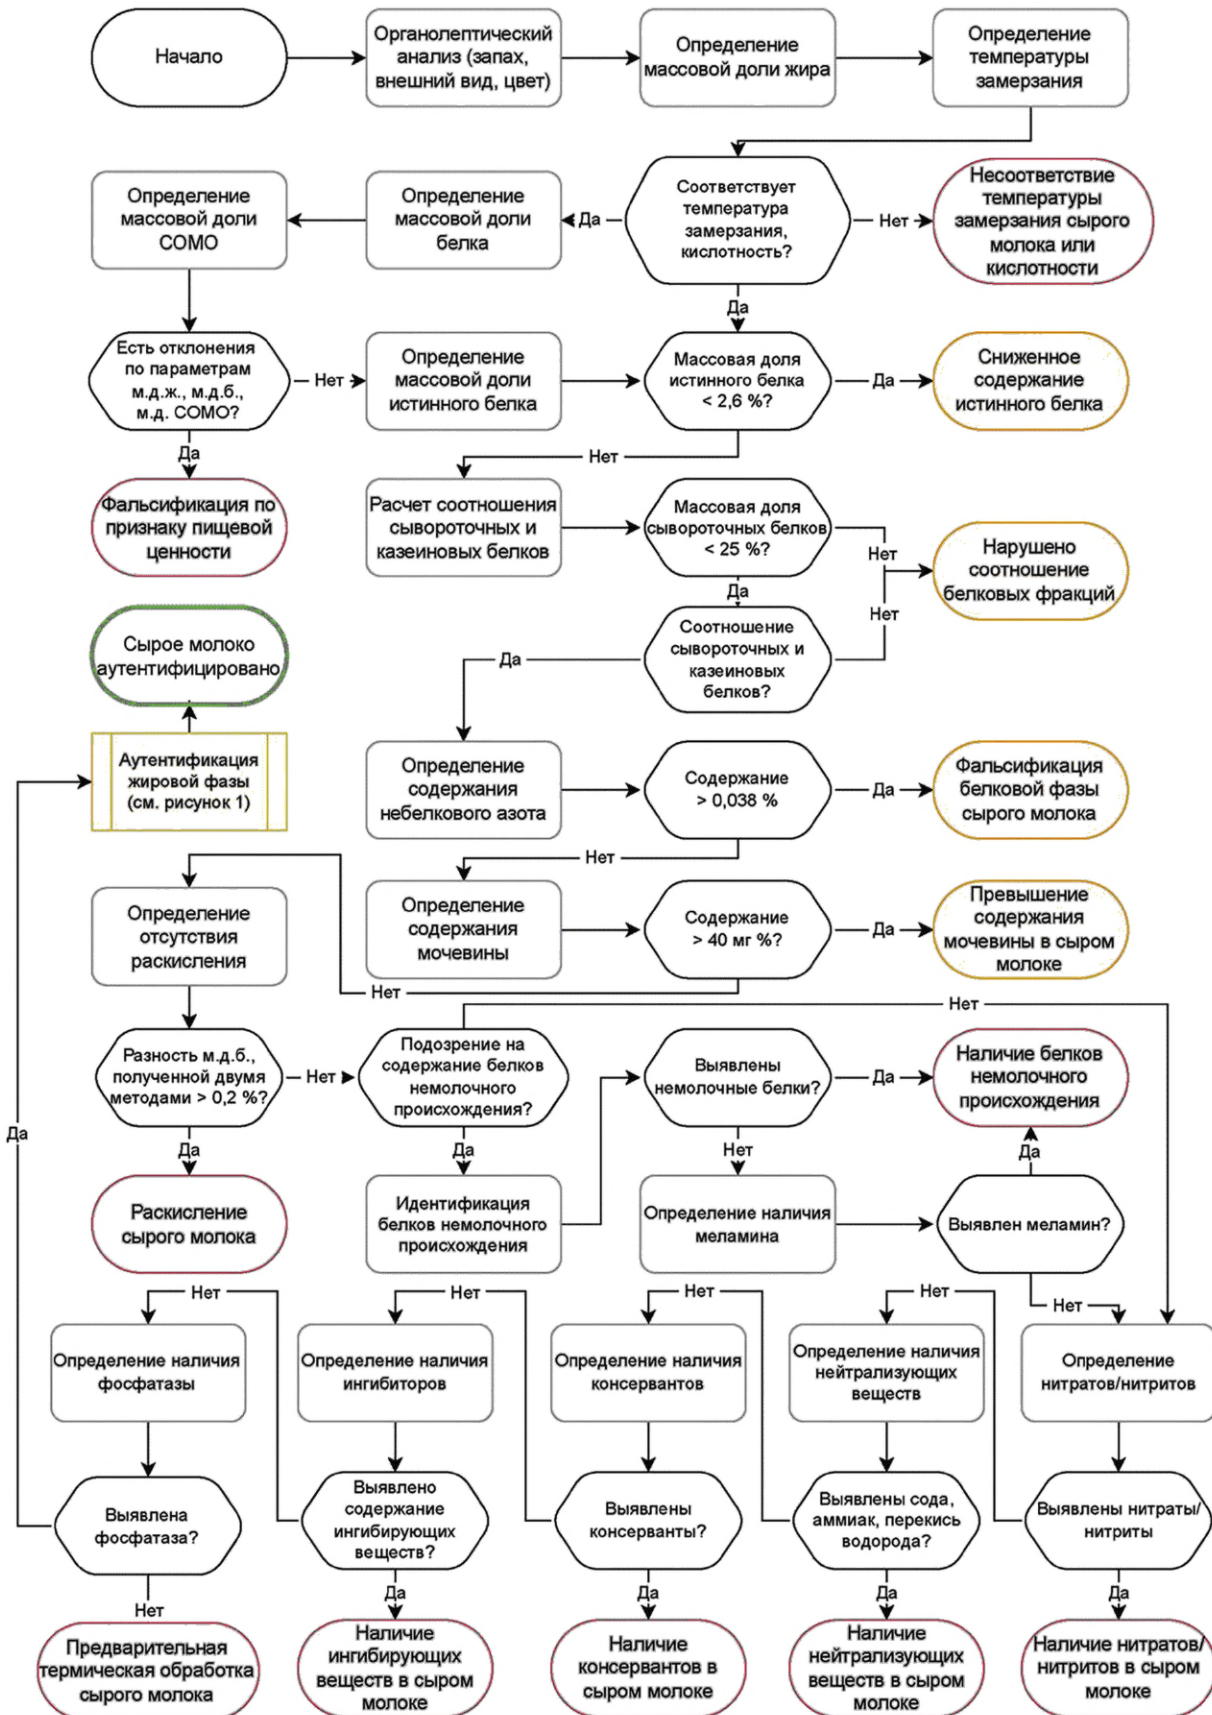 Начало
Органолептический
анализ (запах,
внешний вид, цвет)
Определение
массовой доли жира
Определение
температуры
замерзания
Определение
массовой доли
СОМО
Определение
массовой доли
белка
Да
Соответствует
температура
замерзания,
кислотность?
Нет
Несоответствие
температуры
замерзания сырого
молока или
кислотности
Да
Есть отклонения
по параметрам
м.д.ж., м.д.б.,
м.д. СОМО?
Нет
Определение
массовой доли
истинного белка
Массовая доля
истинного белка
< 2,6 %?
Да
Сниженное
содержание
истинного белка
Да
Нет
Фальсификация по
признаку пищевой
ценности
Расчет соотношения
сывороточных и
казеиновых белков
Массовая доля
сывороточных белков
< 25 %?
Нет
Нарушено
соотношение
белковых фракций
Да
Нет
Сырое молоко
аутентифицировано
Да
Соотношение
сывороточных и
казеиновых
белков?
Аутентификация
жировой фазы
(см. рисунок 1)
Определение
содержания
небелкового азота
Содержание
> 0,038 %
Да
Фальсификация
белковой фазы
сырого молока
Нет
Определение
отсутствия
раскисления
Определение
содержания
мочевины
Содержание
> 40 мг %?
Да
Превышение
содержания
мочевины в сыром
молоке
Нет
Нет
Разность м.д.б.,
полученной двумя
методами > 0,2 %?
Нет
Подозрение на
содержание белков
немолочного
происхождения?
Выявлены
немолочные белки?
Да
Наличие белков
немолочного
происхождения
Да
Да
Да
Нет
Да
Раскисление
сырого молока
Идентификация
белков немолочного
происхождения
Определение наличия
меламина
Выявлен меламин?
Нет
Нет
Нет
Нет
Нет
Определение наличия
фосфатазы
Определение наличия
ингибиторов
Определение наличия
консервантов
Определение наличия
нейтрализующих
веществ
Определение
нитратов/нитритов
Выявлена
фосфатаза?
Выявлено
содержание
ингибирующих
веществ?
Выявлены
консерванты?
Выявлены сода,
аммиак, перекись
водорода?
Выявлены нитраты/
нитриты
Нет
Да
Да
Да
Да
Предварительная
термическая обработка
сырого молока
Наличие
ингибирующих
веществ в сыром
молоке
Наличие
консервантов в
сыром молоке
Наличие
нейтрализующих
веществ в сыром
молоке
Наличие нитратов/
нитритов в сыром
молоке